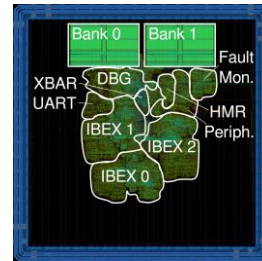 Bank 0 Bank 1
Fault
Mon.
DBG
XBAR
UART
HMR
Periph.
IBEX 1
IBEX 2
IBEX 0